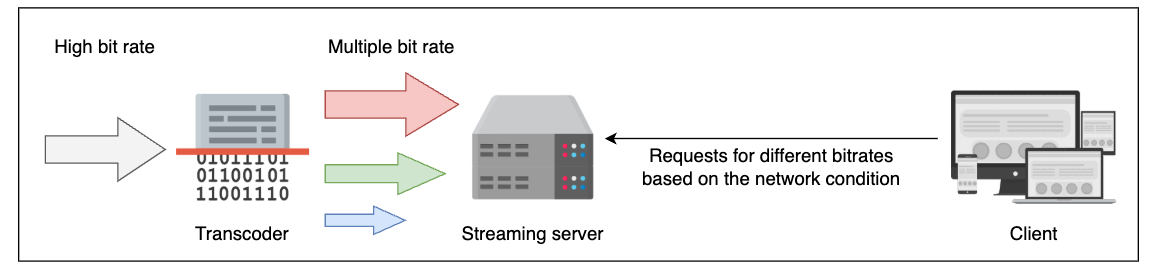 High bit rate
Multiple bit rate
01011101
01100101
11001110
Requests for different bitrates
based on the network condition
Transcoder
Streaming server
Client